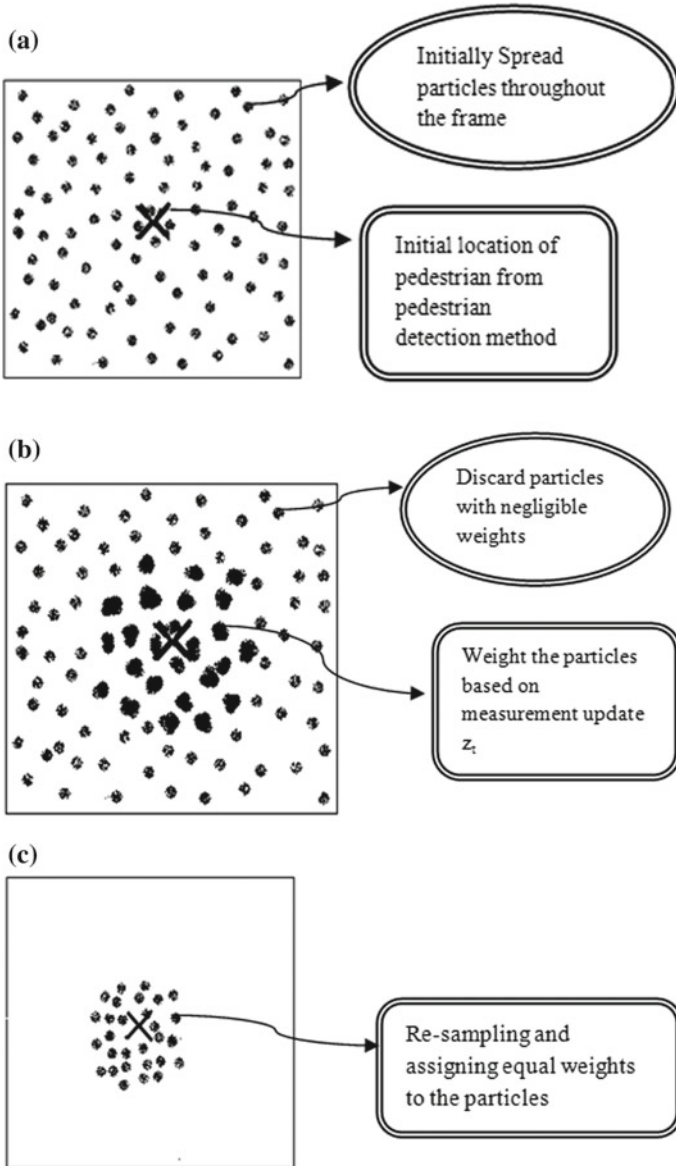 (a)
Initially Spread
particles throughout
the frame
Initial location of
pedestrian from
pedestrian
detection method
(b)
Discard particles
with negligible
weights
Weight the particles
based on
measurement update
zₜ
(c)
Re-sampling and
assigning equal weights
to the particles